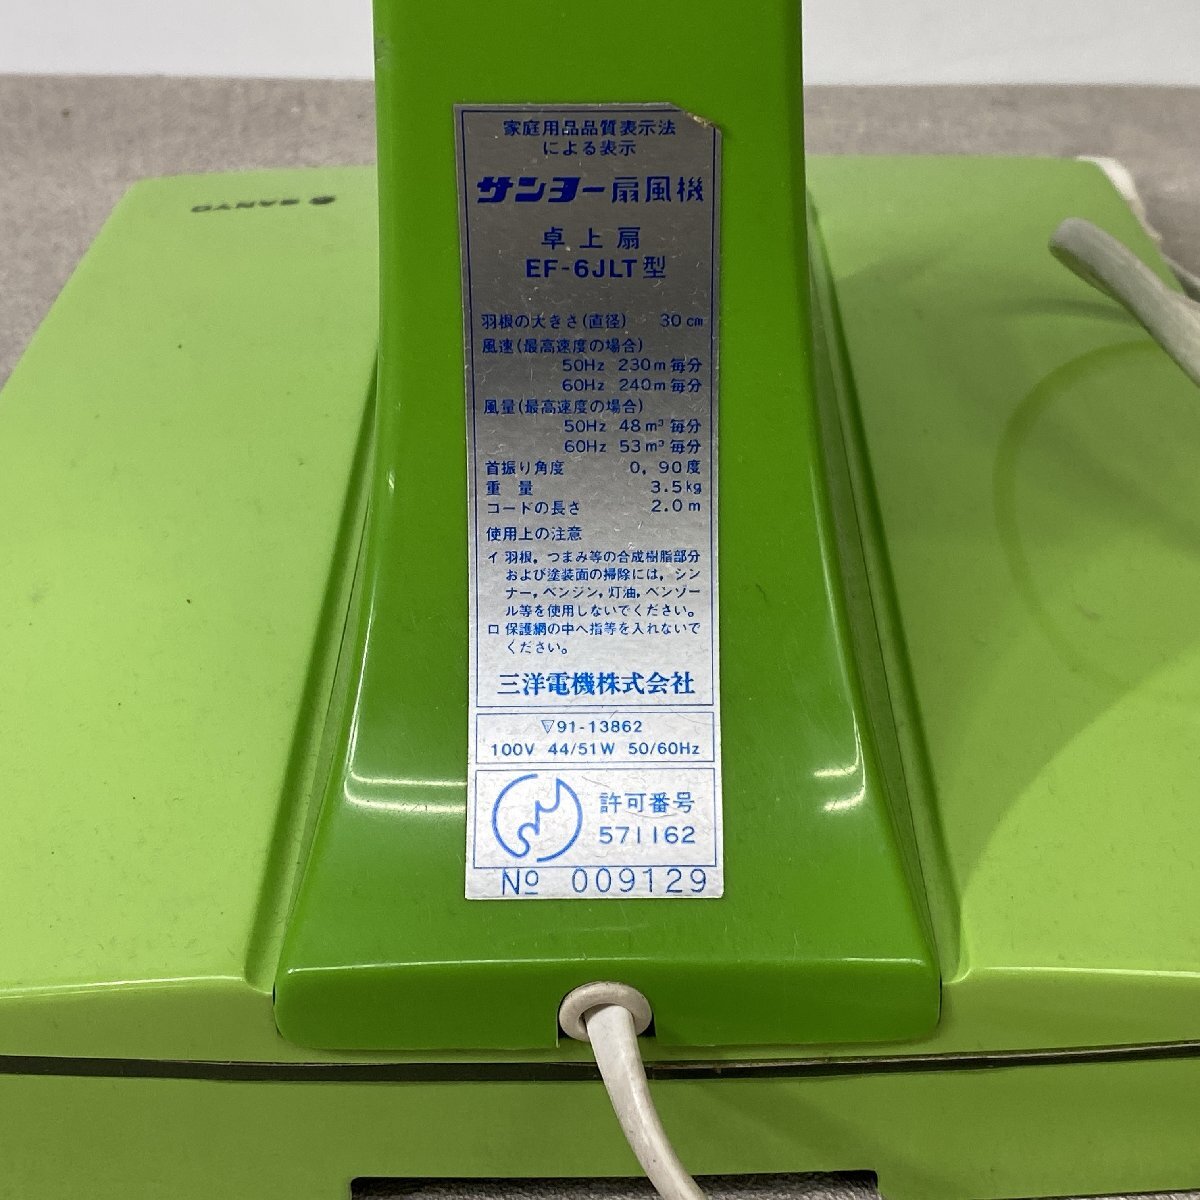 家庭用品品質表示法
による表示
サンヨー扇風機
卓上扇
EF-6JLT型
羽根の大きさ(直径) 30cm
風速(最高速度の場合)
50Hz 230m毎分
60Hz 240m毎分
風量(最高速度の場合)
50Hz 48m³毎分
60Hz 53m³毎分
首振り角度 0, 90度
重量 3.5kg
コードの長さ 2.0m
使用上の注意
イ 羽根，つまみ等の合成樹脂部分
および塗装面の掃除には，シン
ナー，ベンジン，灯油，ベンゾー
ル等を使用しないでください。
ロ 保護網の中へ指等を入れないで
ください。
三洋電機株式会社
▽91-13862
100V 44/51W 50/60Hz
許可番号
571162
No 009129
SANYO